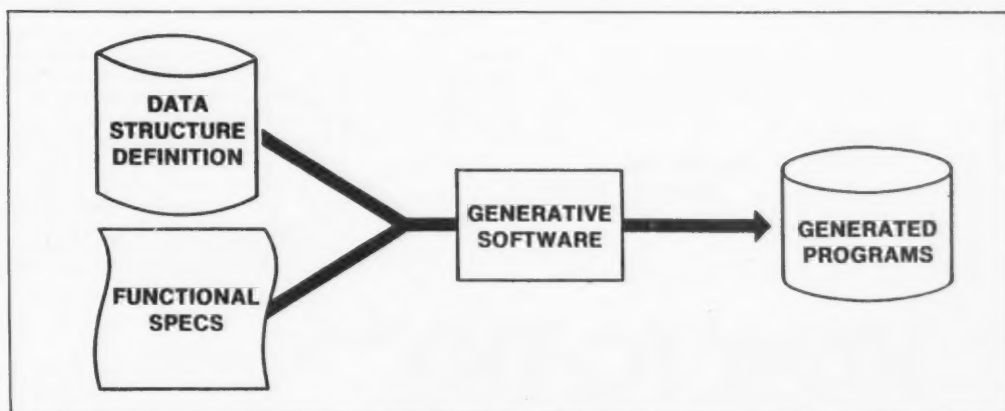 DATA
STRUCTURE
DEFINITION
FUNCTIONAL
SPECS
GENERATIVE
SOFTWARE
GENERATED
PROGRAMS